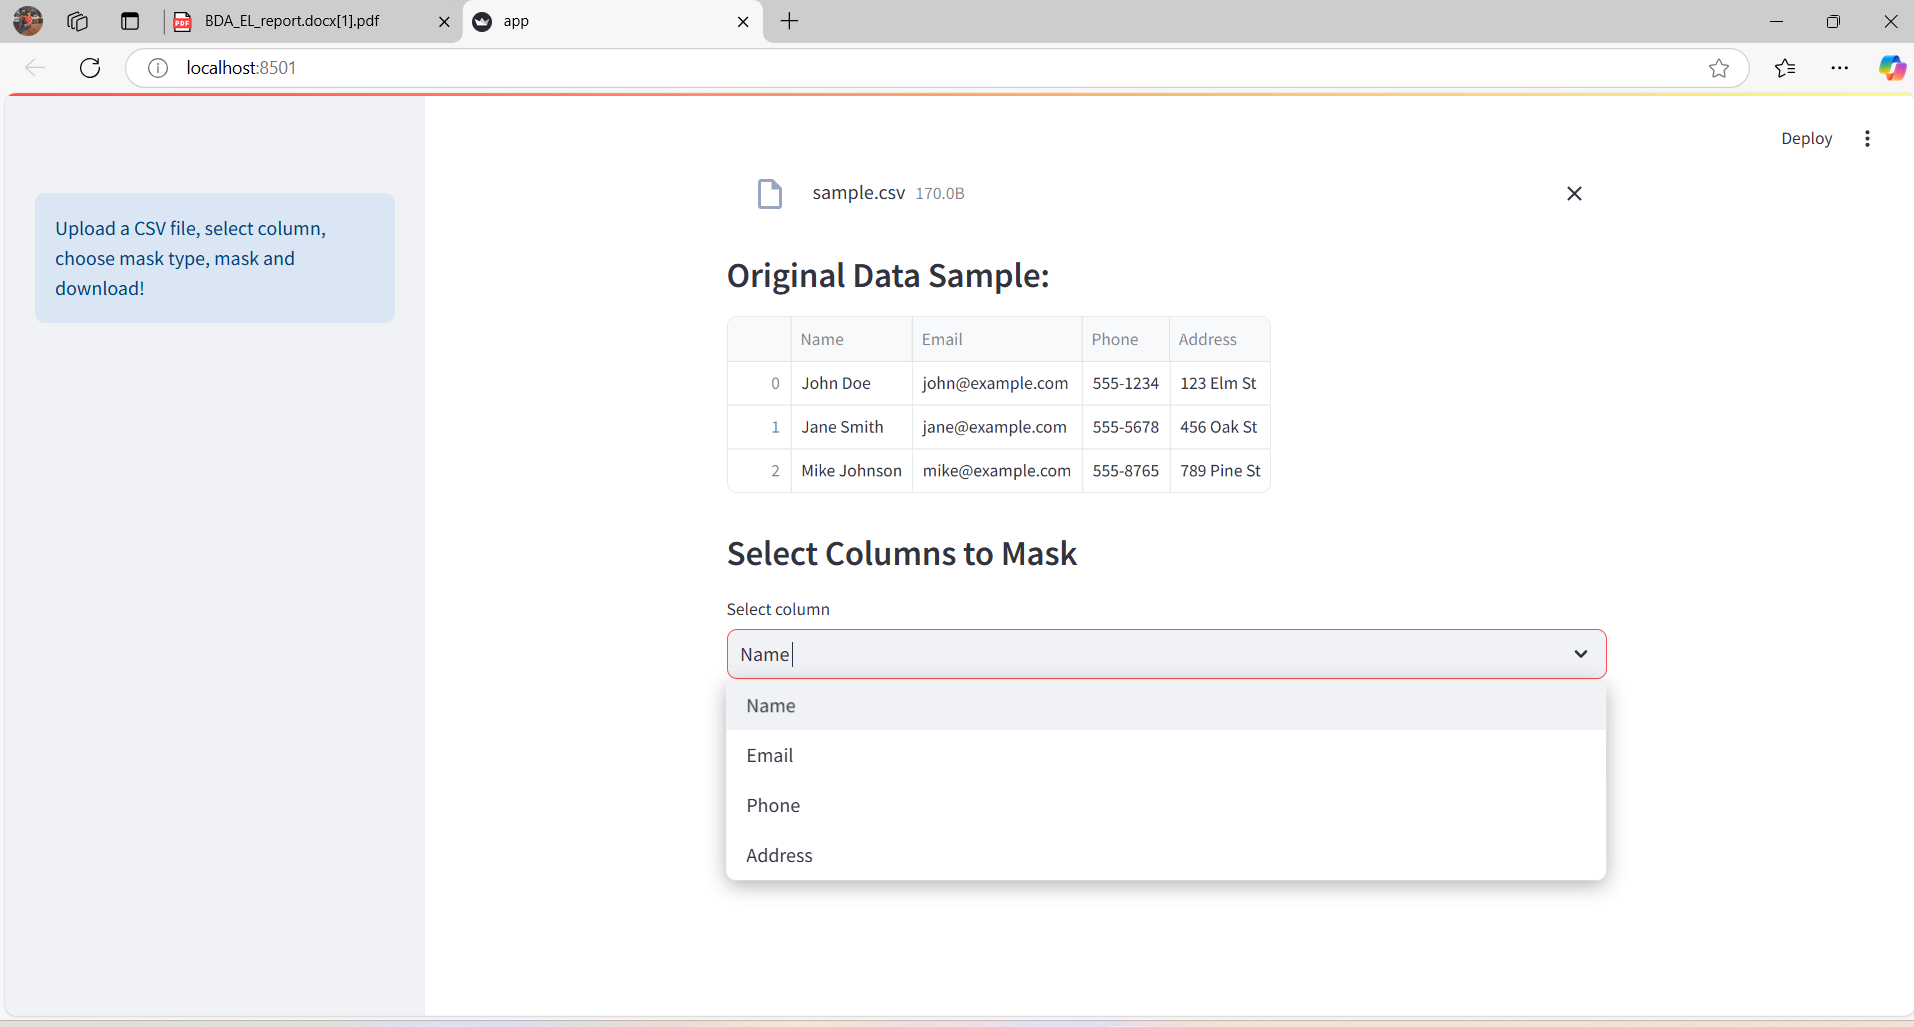 BDA_EL_report.docx[1].pdf
app
localhost:8501
Deploy
Upload a CSV file, select column,
choose mask type, mask and
download!
sample.csv 170.0B
Original Data Sample:
Name Email Phone Address
0 John Doe john@example.com 555-1234 123 Elm St
1 Jane Smith jane@example.com 555-5678 456 Oak St
2 Mike Johnson mike@example.com 555-8765 789 Pine St
Select Columns to Mask
Select column
Name
Name
Email
Phone
Address